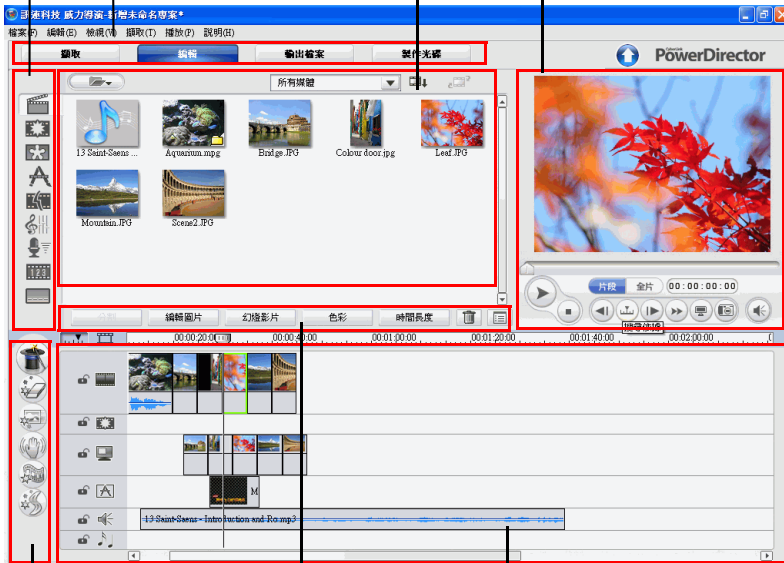 訊連科技 威力導演-新增未命名專案*
檔案(F) 編輯(E) 檢視(V) 擷取(T) 播放(P) 說明(H)
擷取 編輯 輸出檔案 製作光碟
CyberLink
PowerDirector
所有媒體
13 Saint-Saens ... Aquarium.mpg Bridge.JPG Colour door.jpg Leaf.JPG
Mountain.JPG Scene2.JPG
片段 全片 00:00:00:00
編輯圖片 幻燈影片 色彩 時間長度
00:00:20:00 00:00:40:00 00:01:00:00 00:01:20:00 00:01:40:00 00:02:00:00
M
13 Saint-Saens - Introduction and Ro.mp3